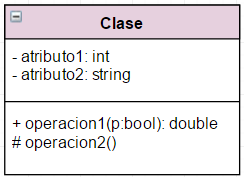 Clase
- atributo1: int
- atributo2: string
+ operacion1(p:bool): double
# operacion2()